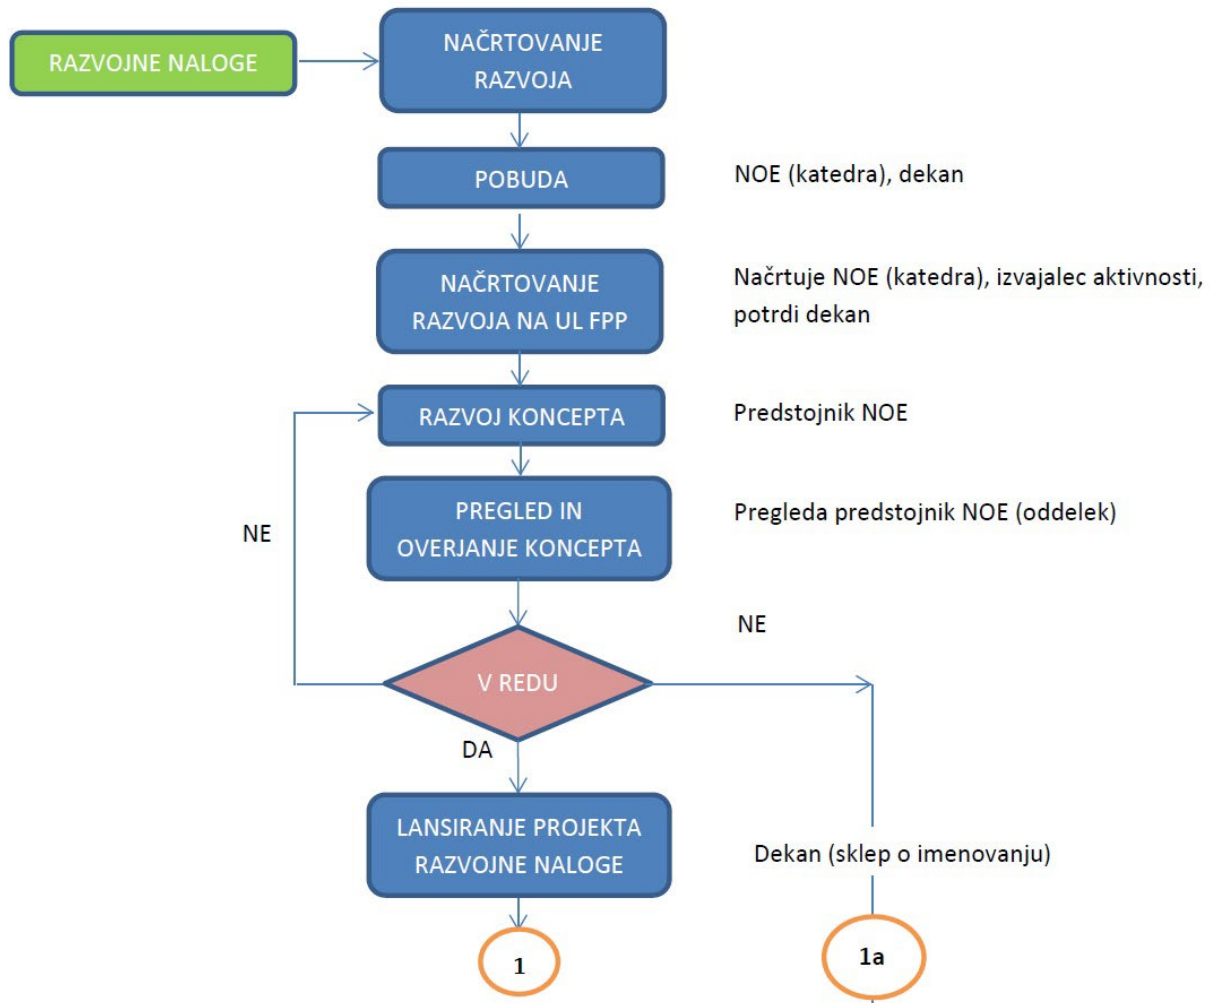 RAZVOJNE NALOGE
NAČRTOVANJE
RAZVOJA
POBUDA
NOE (katedra), dekan
NAČRTOVANJE
RAZVOJA NA UL FPP
Načrtuje NOE (katedra), izvajalec aktivnosti,
potrdi dekan
RAZVOJ KONCEPTA
Predstojnik NOE
PREGLED IN
OVERJANJE KONCEPTA
Pregleda predstojnik NOE (oddelek)
NE
NE
V REDU
DA
LANSIRANJE PROJEKTA
RAZVOJNE NALOGE
Dekan (sklep o imenovanju)
1
1a